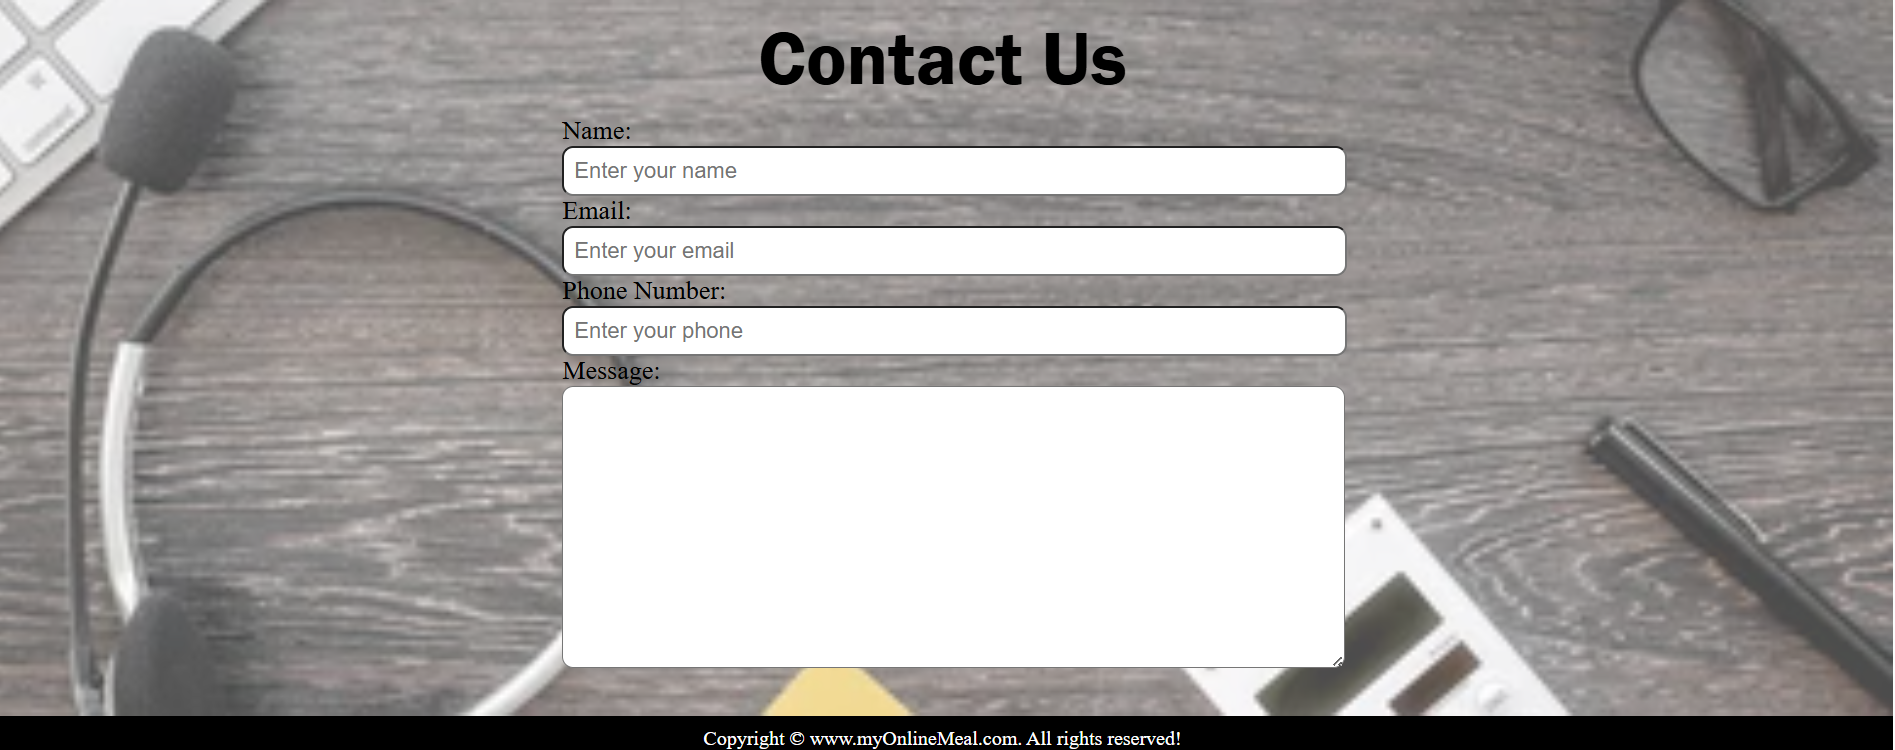 Contact Us
Name:
Enter your name
Email:
Enter your email
Phone Number:
Enter your phone
Message:
Copyright © www.myOnlineMeal.com. All rights reserved!